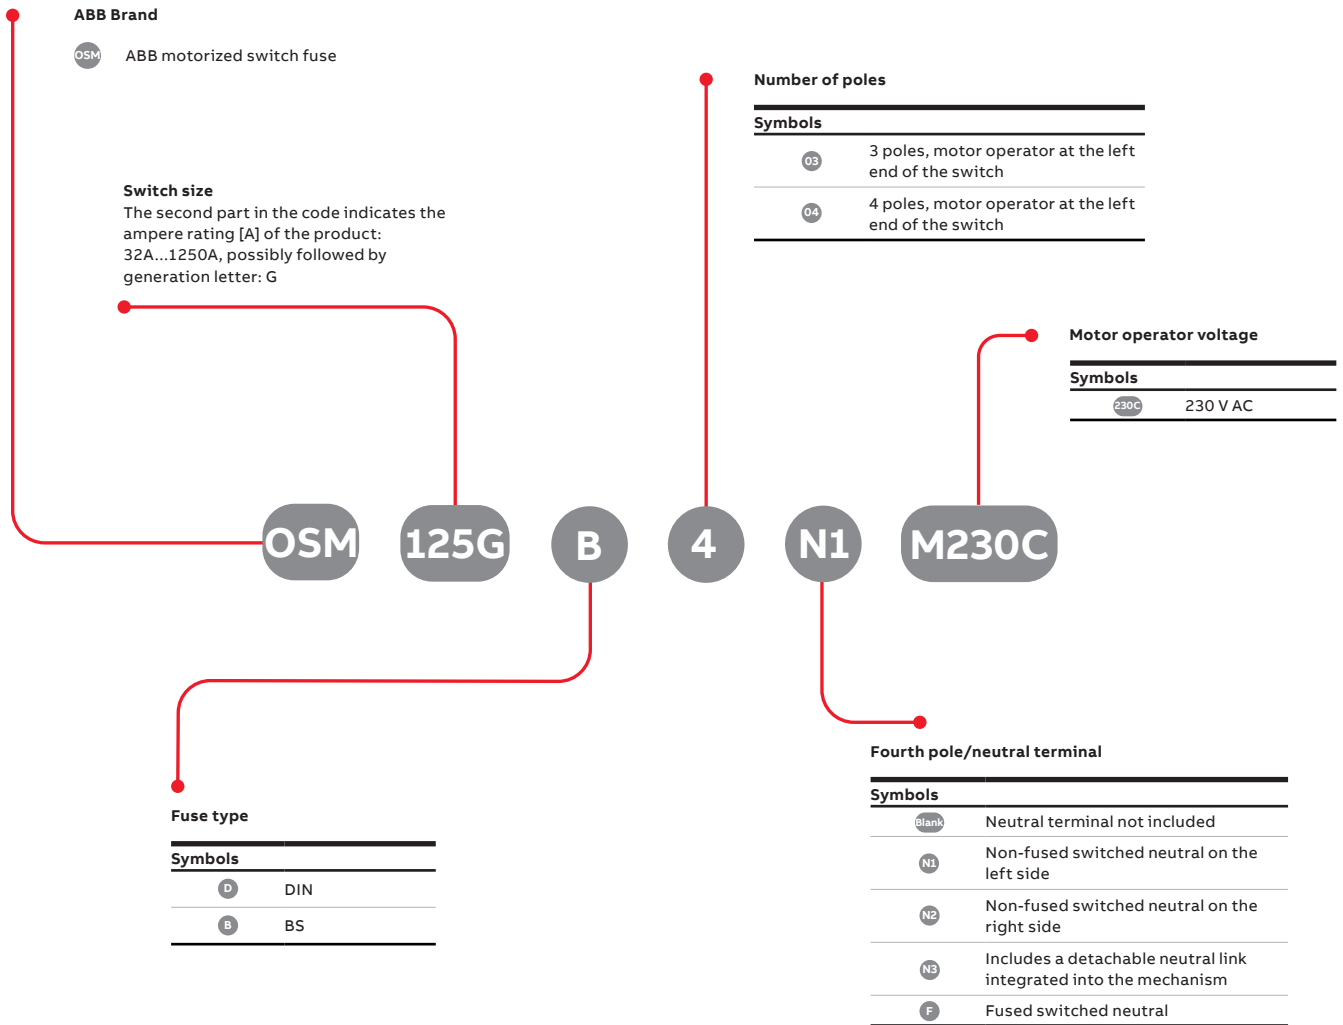 ABB Brand
OSM ABB motorized switch fuse
Number of poles
Symbols
03 3 poles, motor operator at the left
end of the switch
04 4 poles, motor operator at the left
end of the switch
Switch size
The second part in the code indicates the
ampere rating [A] of the product:
32A...1250A, possibly followed by
generation letter: G
Motor operator voltage
Symbols
230C 230 V AC
OSM 125G B 4 N1 M230C
Fuse type
Symbols
D DIN
B BS
Fourth pole/neutral terminal
Symbols
Blank Neutral terminal not included
N1 Non-fused switched neutral on the
left side
N2 Non-fused switched neutral on the
right side
N3 Includes a detachable neutral link
integrated into the mechanism
F Fused switched neutral